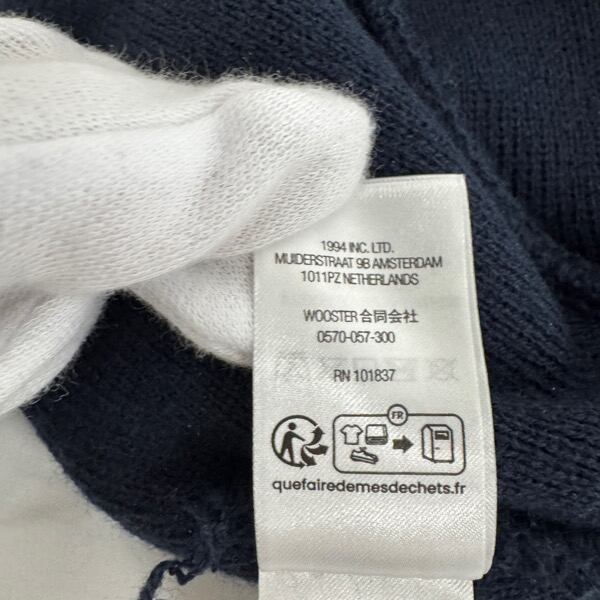 1994 INC. LTD.
MUIDERSTRAAT 9B AMSTERDAM
1011PZ NETHERLANDS
WOOSTER 合同会社
0570-057-300
RN 101837
FR
quefairedemesdechets.fr